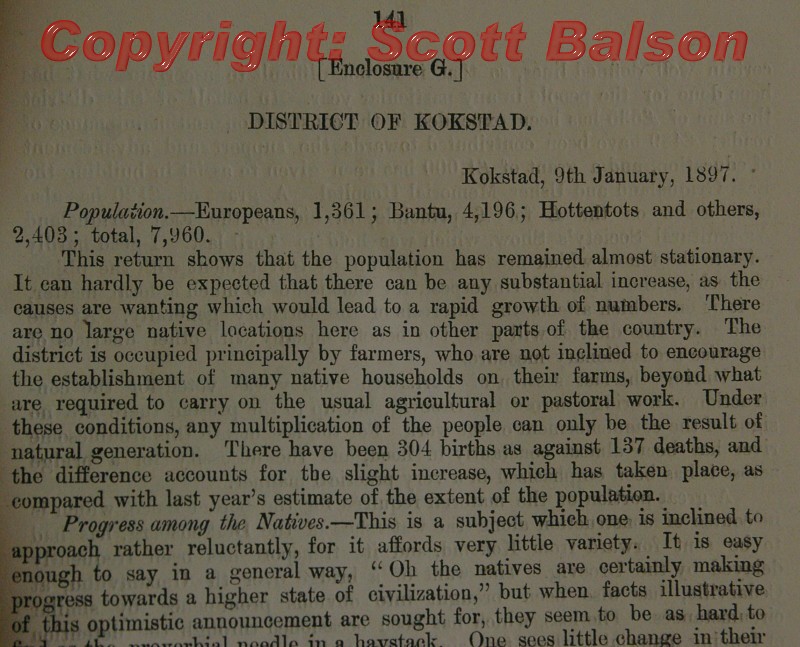 141
Copyright: Scott Balson
[Enclosure G.]
DISTRICT OF KOKSTAD.
Kokstad, 9th January, 1897.
Population.—Europeans, 1,361; Bantu, 4,196; Hottentots and others,
2,403; total, 7,960.
This return shows that the population has remained almost stationary.
It can hardly be expected that there can be any substantial increase, as the
causes are wanting which would lead to a rapid growth of numbers. There
are no large native locations here as in other parts of the country. The
district is occupied principally by farmers, who are not inclined to encourage
the establishment of many native households on their farms, beyond what
are required to carry on the usual agricultural or pastoral work. Under
these conditions, any multiplication of the people can only be the result of
natural generation. There have been 304 births as against 137 deaths, and
the difference accounts for the slight increase, which has taken place, as
compared with last year's estimate of the extent of the population.
Progress among the Natives.—This is a subject which one is inclined to
approach rather reluctantly, for it affords very little variety. It is easy
enough to say in a general way, "Oh the natives are certainly making
progress towards a higher state of civilization," but when facts illustrative
of this optimistic announcement are sought for, they seem to be as hard to
find as the proverbial needle in a haystack. One sees little change in their